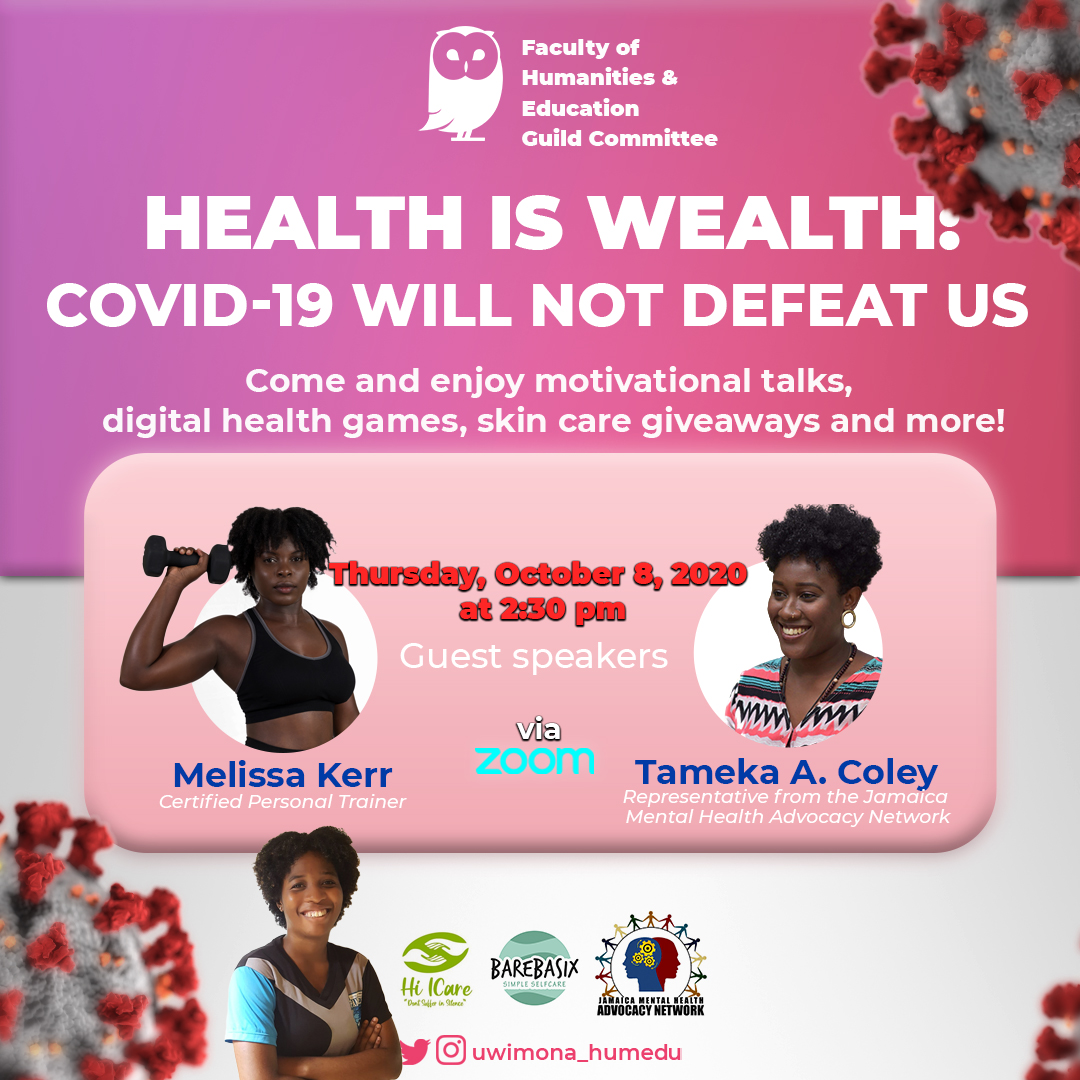 Faculty of
Humanities &
Education
Guild Committee
HEALTH IS WEALTH:
COVID-19 WILL NOT DEFEAT US
Come and enjoy motivational talks,
digital health games, skin care giveaways and more!
Thursday, October 8, 2020
at 2:30 pm
Guest speakers
via
zoom
Melissa Kerr
Certified Personal Trainer
Tameka A. Coley
Representative from the Jamaica
Mental Health Advocacy Network
Hi ICare
"Dont Suffer in Silence"
BAREBASIX
SIMPLE SELFCARE
JAMAICA MENTAL HEALTH
ADVOCACY NETWORK
uwimona_humedu